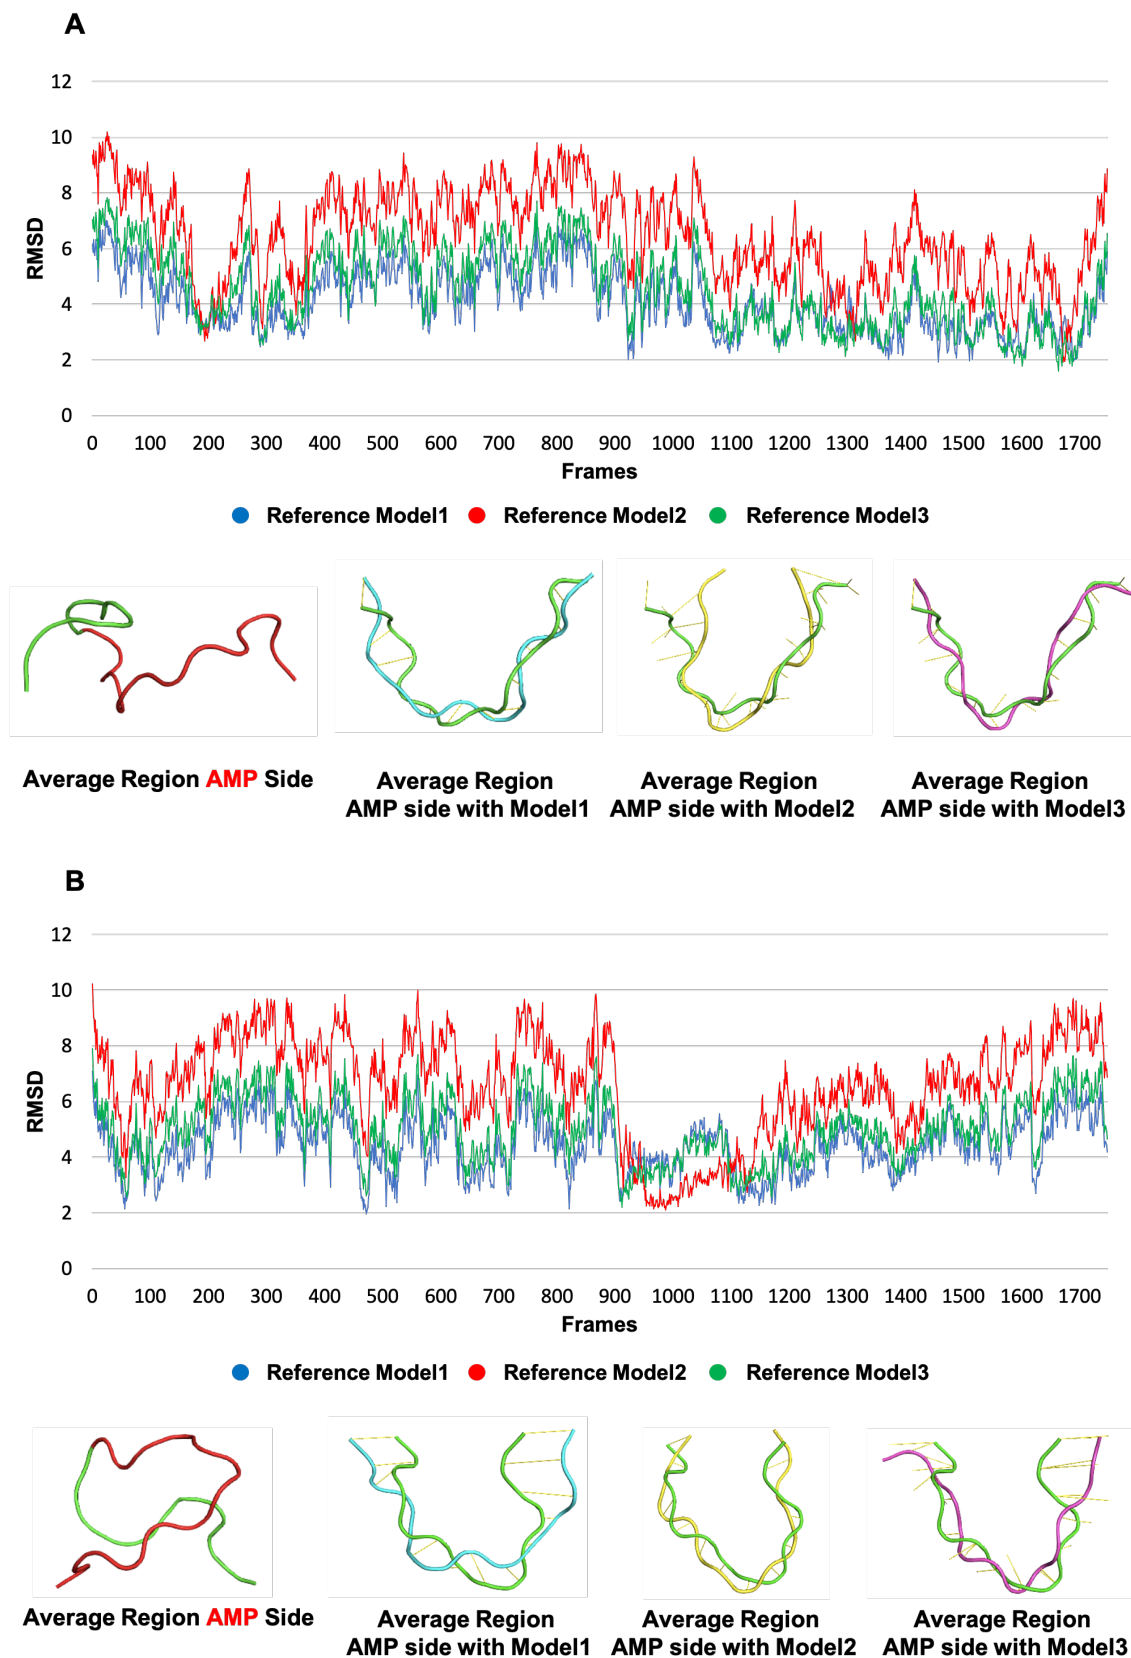 A
12
10
8
6
4
2
0
RMSD
0 100 200 300 400 500 600 700 800 900 1000 1100 1200 1300 1400 1500 1600 1700
Frames
Reference Model1 Reference Model2 Reference Model3
Average Region AMP Side
Average Region
AMP side with Model1
Average Region
AMP side with Model2
Average Region
AMP side with Model3
B
12
10
8
6
4
2
0
RMSD
0 100 200 300 400 500 600 700 800 900 1000 1100 1200 1300 1400 1500 1600 1700
Frames
Reference Model1 Reference Model2 Reference Model3
Average Region AMP Side
Average Region
AMP side with Model1
Average Region
AMP side with Model2
Average Region
AMP side with Model3